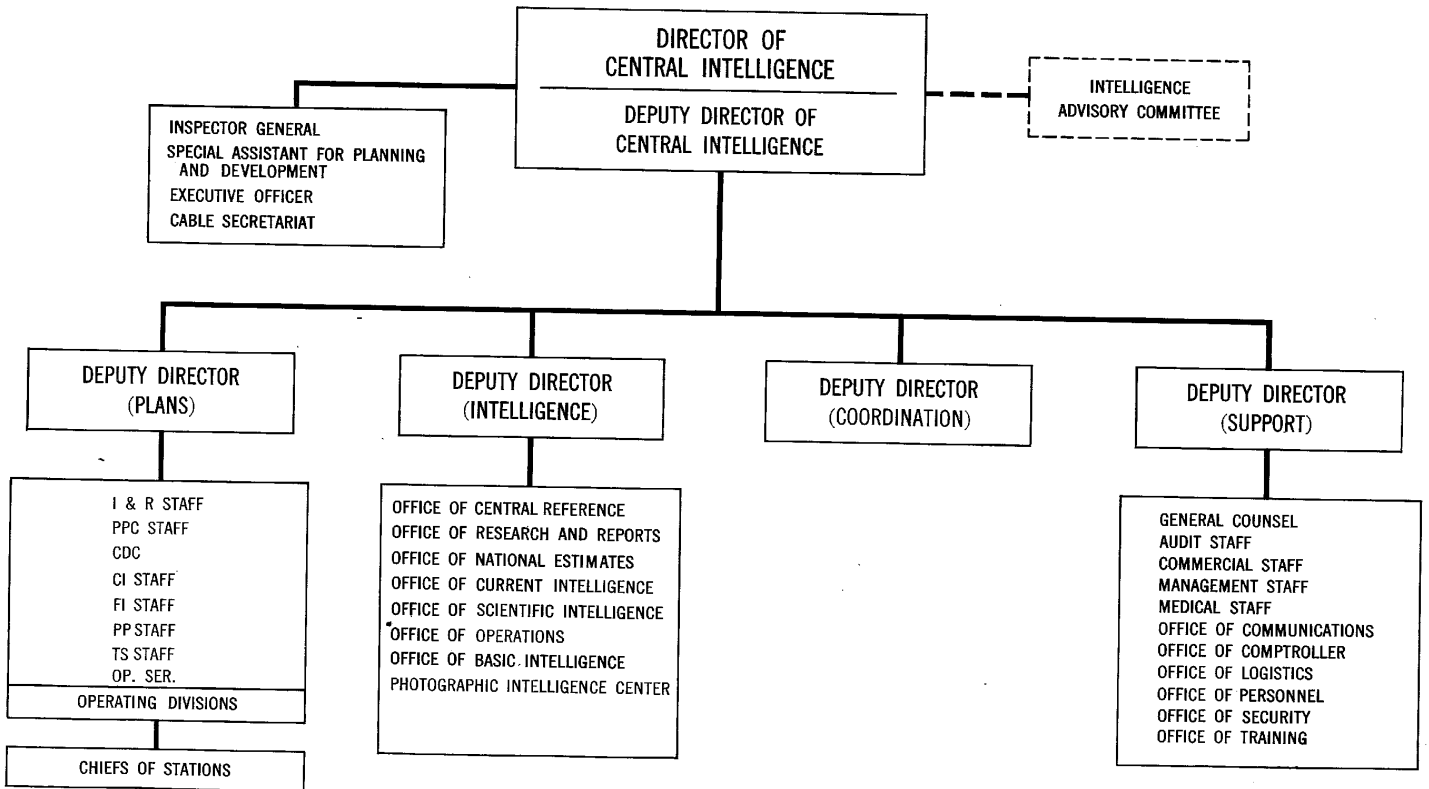 DIRECTOR OF
CENTRAL INTELLIGENCE
DEPUTY DIRECTOR OF
CENTRAL INTELLIGENCE
INTELLIGENCE
ADVISORY COMMITTEE
INSPECTOR GENERAL
SPECIAL ASSISTANT FOR PLANNING
AND DEVELOPMENT
EXECUTIVE OFFICER
CABLE SECRETARIAT
DEPUTY DIRECTOR
(PLANS)
I & R STAFF
PPC STAFF
CDC
CI STAFF
FI STAFF
PP STAFF
TS STAFF
OP. SER.
OPERATING DIVISIONS
CHIEFS OF STATIONS
DEPUTY DIRECTOR
(INTELLIGENCE)
OFFICE OF CENTRAL REFERENCE
OFFICE OF RESEARCH AND REPORTS
OFFICE OF NATIONAL ESTIMATES
OFFICE OF CURRENT INTELLIGENCE
OFFICE OF SCIENTIFIC INTELLIGENCE
OFFICE OF OPERATIONS
OFFICE OF BASIC INTELLIGENCE
PHOTOGRAPHIC INTELLIGENCE CENTER
DEPUTY DIRECTOR
(COORDINATION)
DEPUTY DIRECTOR
(SUPPORT)
GENERAL COUNSEL
AUDIT STAFF
COMMERCIAL STAFF
MANAGEMENT STAFF
MEDICAL STAFF
OFFICE OF COMMUNICATIONS
OFFICE OF COMPTROLLER
OFFICE OF LOGISTICS
OFFICE OF PERSONNEL
OFFICE OF SECURITY
OFFICE OF TRAINING